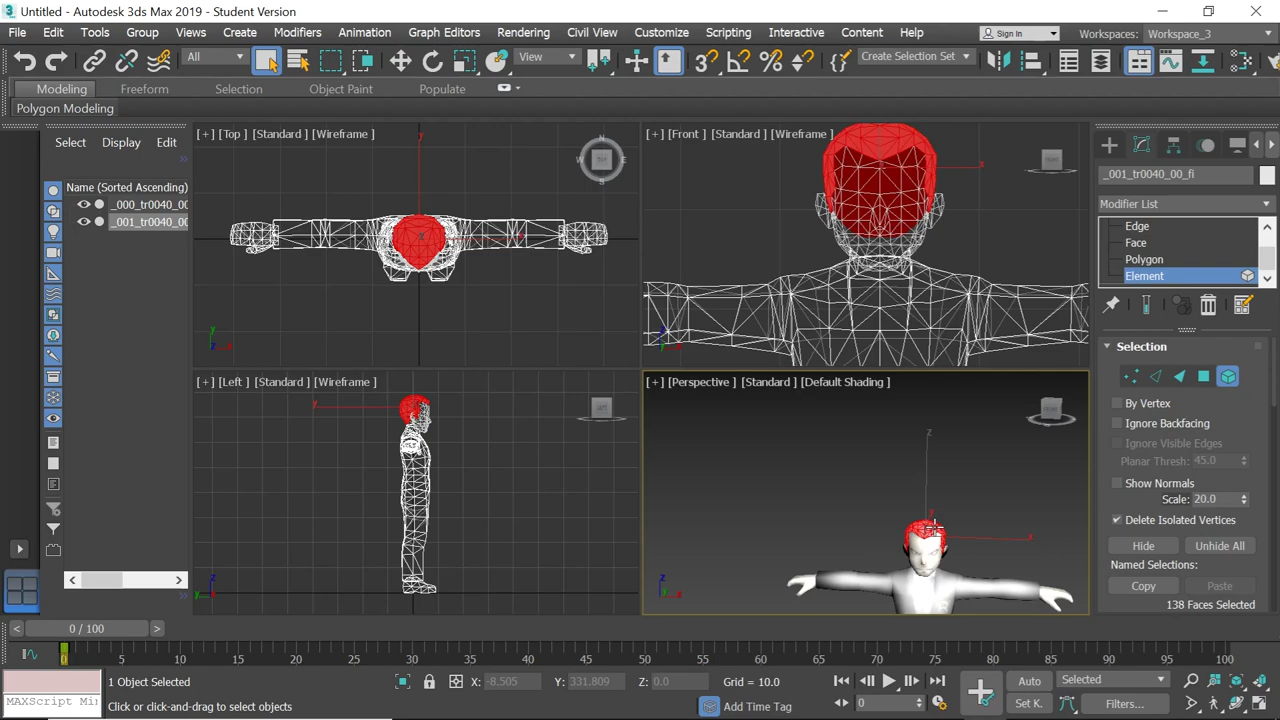 3 Untitled - Autodesk 3ds Max 2019 - Student Version
File Edit Tools Group Views Create Modifiers Animation Graph Editors Rendering Civil View Customize Scripting Interactive Content Help Sign In Workspaces: Workspace_3
All View Create Selection Set
Modeling Freeform Selection Object Paint Populate
Polygon Modeling
Select Display Edit
Name (Sorted Ascending)
_000_tr0040_00
_001_tr0040_00
[+] [Top] [Standard] [Wireframe]
[+] [Front] [Standard] [Wireframe]
[+] [Left] [Standard] [Wireframe]
[+] [Perspective] [Standard] [Default Shading]
_001_tr0040_00_fi
Modifier List
Edge
Face
Polygon
Element
Selection
By Vertex
Ignore Backfacing
Ignore Visible Edges
Planar Thresh: 45.0
Show Normals
Scale: 20.0
Delete Isolated Vertices
Hide Unhide All
Named Selections:
Copy Paste
138 Faces Selected
0 / 100
0 5 10 15 20 25 30 35 40 45 50 55 60 65 70 75 80 85 90 95 100
1 Object Selected X: -8.505 Y: 331.809 Z: 0.0 Grid = 10.0 Auto Selected
MAXScript Mi
Click or click-and-drag to select objects Add Time Tag 0 Set K. Filters...